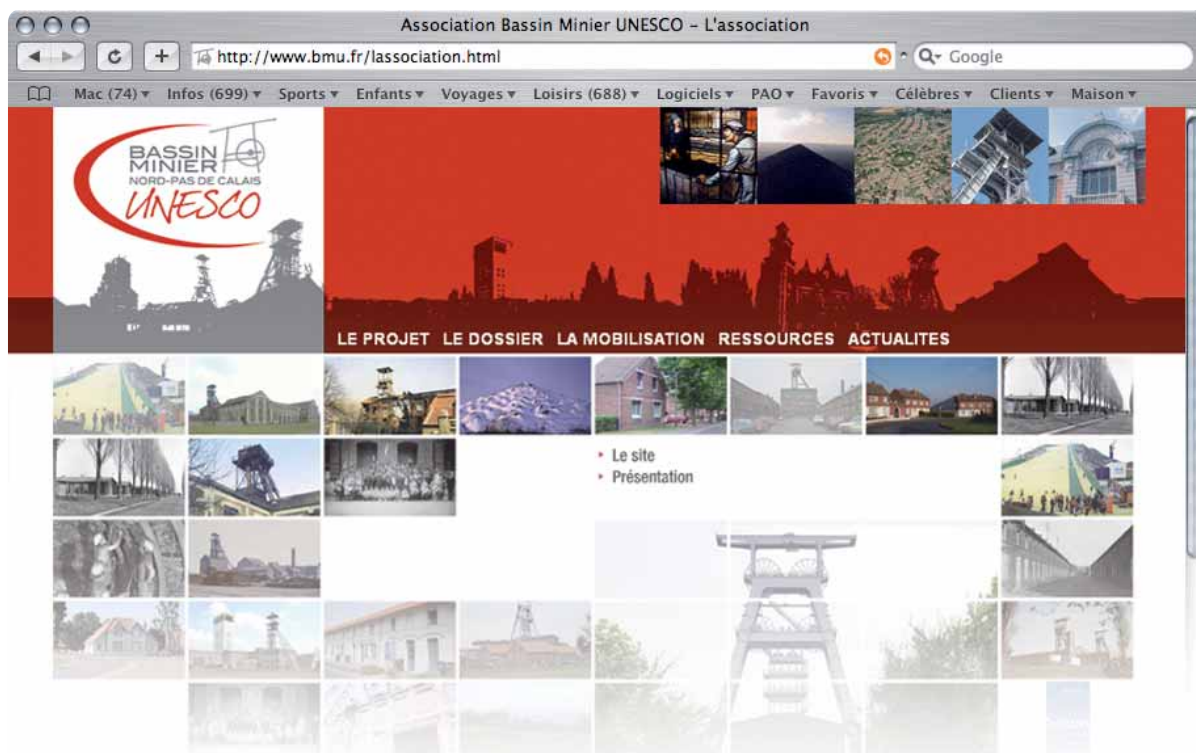 Association Bassin Minier UNESCO – L'association
http://www.bmu.fr/lassociation.html
Google
Mac (74) Infos (699) Sports Enfants Voyages Loisirs (688) Logiciels PAO Favoris Célèbres Clients Maison
BASSIN
MINIER
NORD-PAS DE CALAIS
UNESCO
LE PROJET LE DOSSIER LA MOBILISATION RESSOURCES ACTUALITES
Le site
Présentation